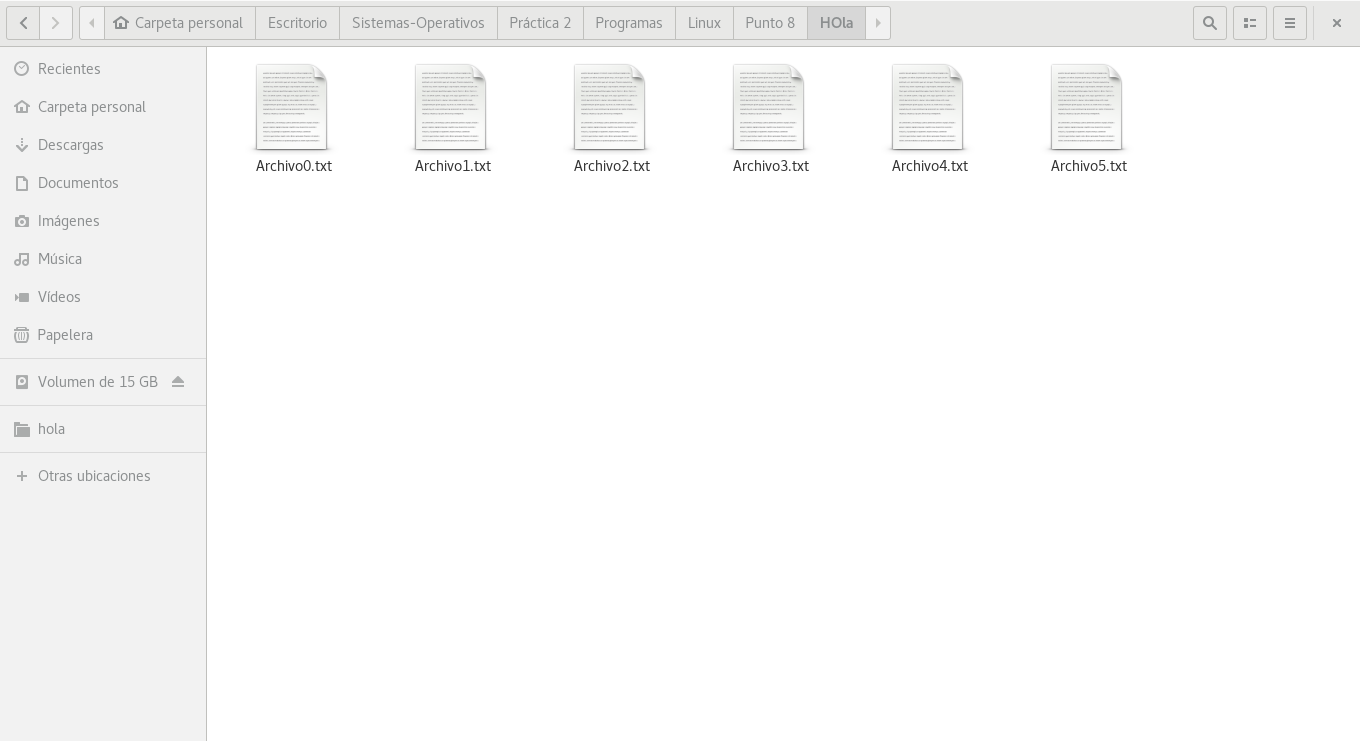 Carpeta personal Escritorio Sistemas-Operativos Práctica 2 Programas Linux Punto 8 HOla
Recientes
Carpeta personal
Descargas
Documentos
Imágenes
Música
Vídeos
Papelera
Volumen de 15 GB
hola
Otras ubicaciones
Archivo0.txt Archivo1.txt Archivo2.txt Archivo3.txt Archivo4.txt Archivo5.txt